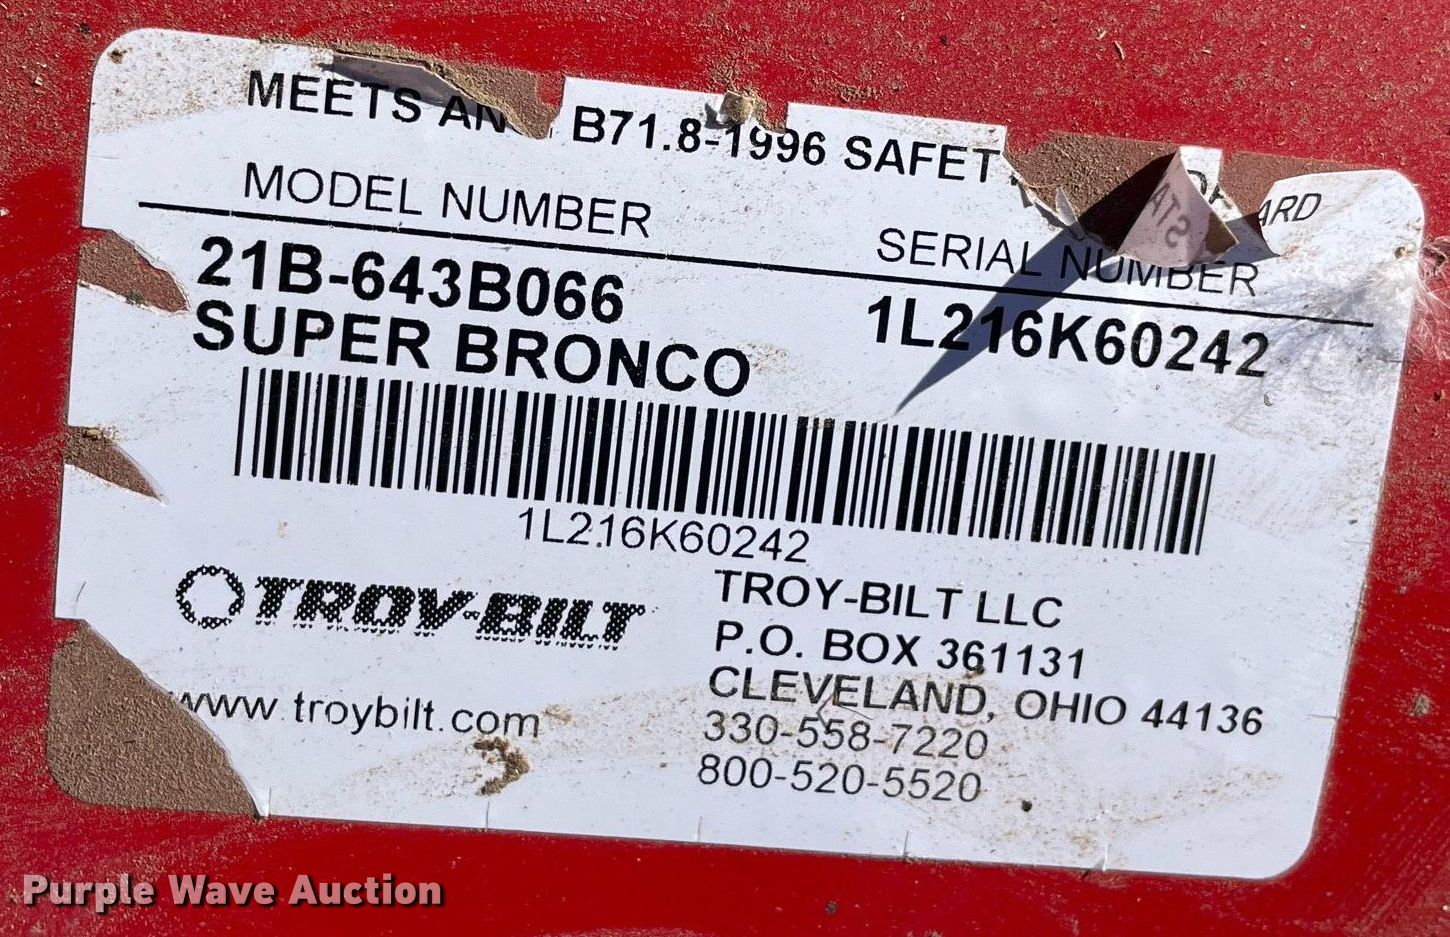 MEETS AN B71.8-1996 SAFET ARD
MODEL NUMBER SERIAL NUMBER
21B-643B066 1L216K60242
SUPER BRONCO
1L216K60242
TROY-BILT
www.troybilt.com
TROY-BILT LLC
P.O. BOX 361131
CLEVELAND, OHIO 44136
330-558-7220
800-520-5520
Purple Wave Auction